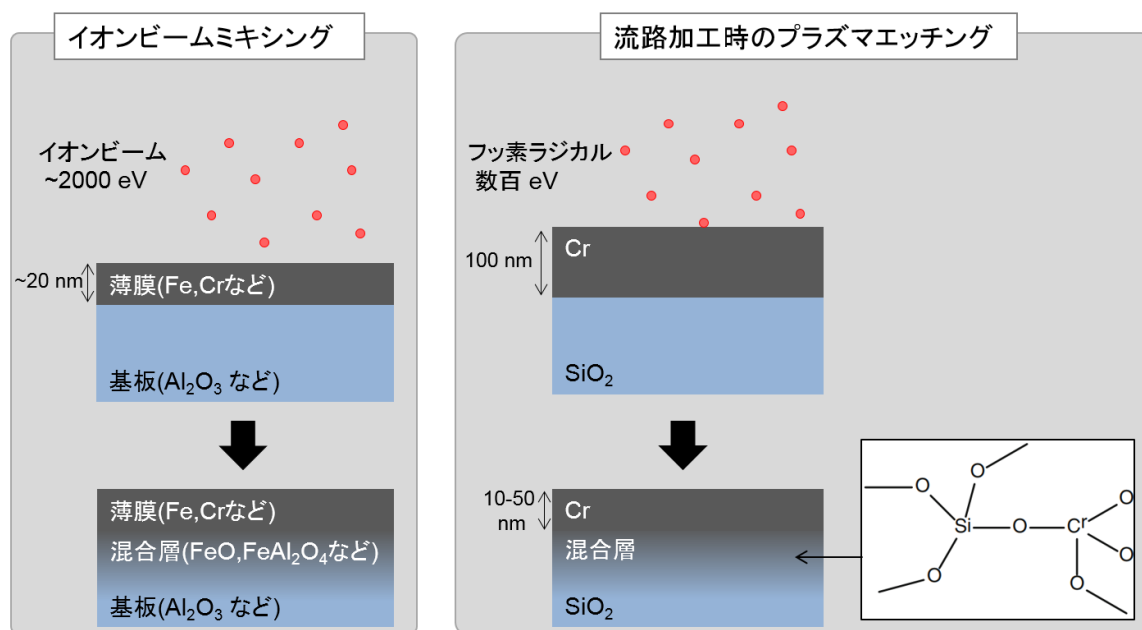 イオンビームミキシング
イオンビーム
~2000 eV
~20 nm
薄膜(Fe,Crなど)
基板(Al₂O₃ など)
薄膜(Fe,Crなど)
混合層(FeO,FeAl₂O₄など)
基板(Al₂O₃ など)
流路加工時のプラズマエッチング
フッ素ラジカル
数百 eV
100 nm
Cr
SiO₂
10-50
nm
Cr
混合層
SiO₂
O
O
O
Si
O
Cr
O
O
O